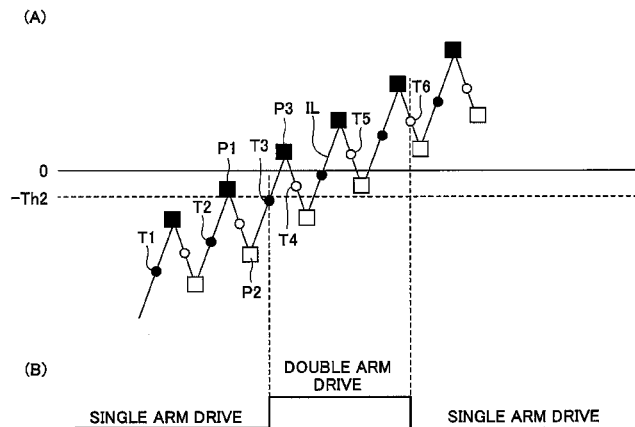 (A)
P3
IL
T6
P1
T3
T5
0
-Th2
T2
T4
T1
P2
(B)
DOUBLE ARM
DRIVE
SINGLE ARM DRIVE
SINGLE ARM DRIVE